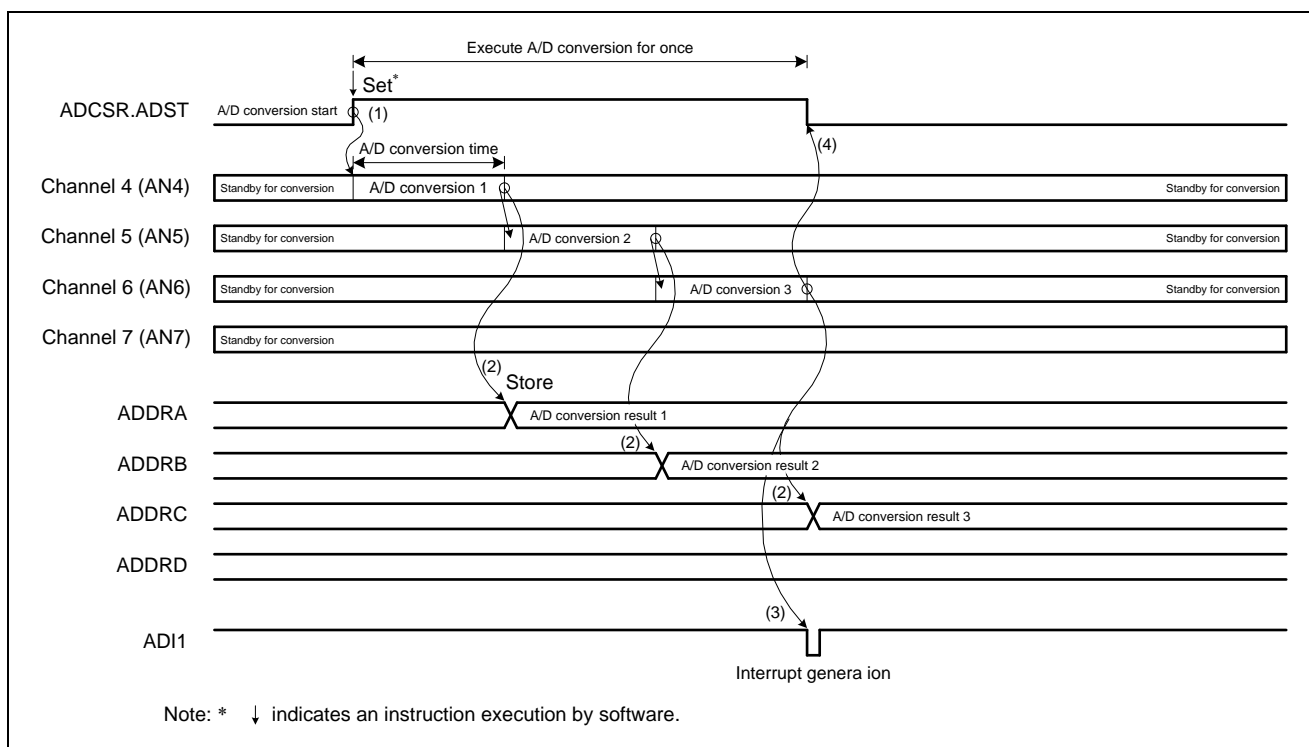 Execute A/D conversion for once
Set*
ADCSR.ADST A/D conversion start (1) (4)
A/D conversion time
Channel 4 (AN4) Standby for conversion A/D conversion 1 Standby for conversion
Channel 5 (AN5) Standby for conversion A/D conversion 2 Standby for conversion
Channel 6 (AN6) Standby for conversion A/D conversion 3 Standby for conversion
Channel 7 (AN7) Standby for conversion
(2) Store
ADDRA A/D conversion result 1
ADDRB (2) A/D conversion result 2
ADDRC (2) A/D conversion result 3
ADDRD
ADI1 (3)
Interrupt genera ion
Note: * ↓ indicates an instruction execution by software.